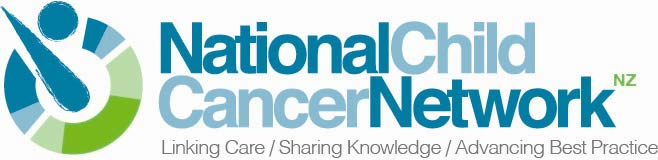 NationalChild
CancerNetwork NZ
Linking Care / Sharing Knowledge / Advancing Best Practice